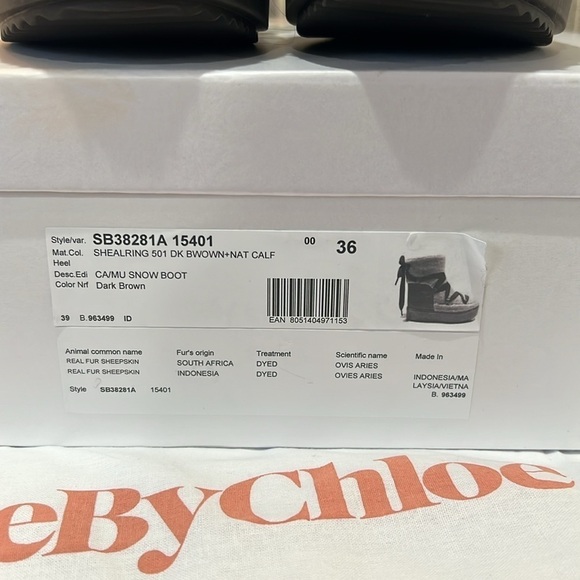 Style/var. SB38281A 15401 00 36
Mat.Col. SHEALRING 501 DK BWOWN+NAT CALF
Heel
Desc.Edi CA/MU SNOW BOOT
Color Nrf Dark Brown
39 B. 963499 ID
EAN 8051404971153
Animal common name Fur's origin Treatment Scientific name Made In
REAL FUR SHEEPSKIN SOUTH AFRICA DYED OVIS ARIES
REAL FUR SHEEPSKIN INDONESIA DYED OVIES ARIES INDONESIA/MA
LAYSIA/VIETNA
Style SB38281A 15401 B. 963499
eByChloe